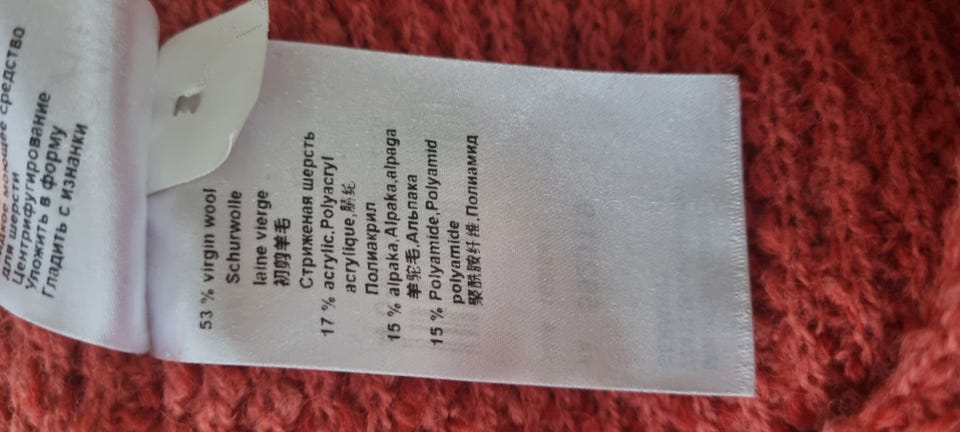 жидкое моющее средство
для шерсти
Центрифугирование
Уложить в форму
Гладить с изнанки
53 % virgin wool
Schurwolle
laine vierge
初剪羊毛
Стриженая шерсть
17 % acrylic,Polyacryl
acrylique,腈纶
Полиакрил
15 % alpaka,Alpaka,alpaga
羊驼毛,Альпака
15 % Polyamide,Polyamid
polyamide
聚酰胺纤维,Полиамид